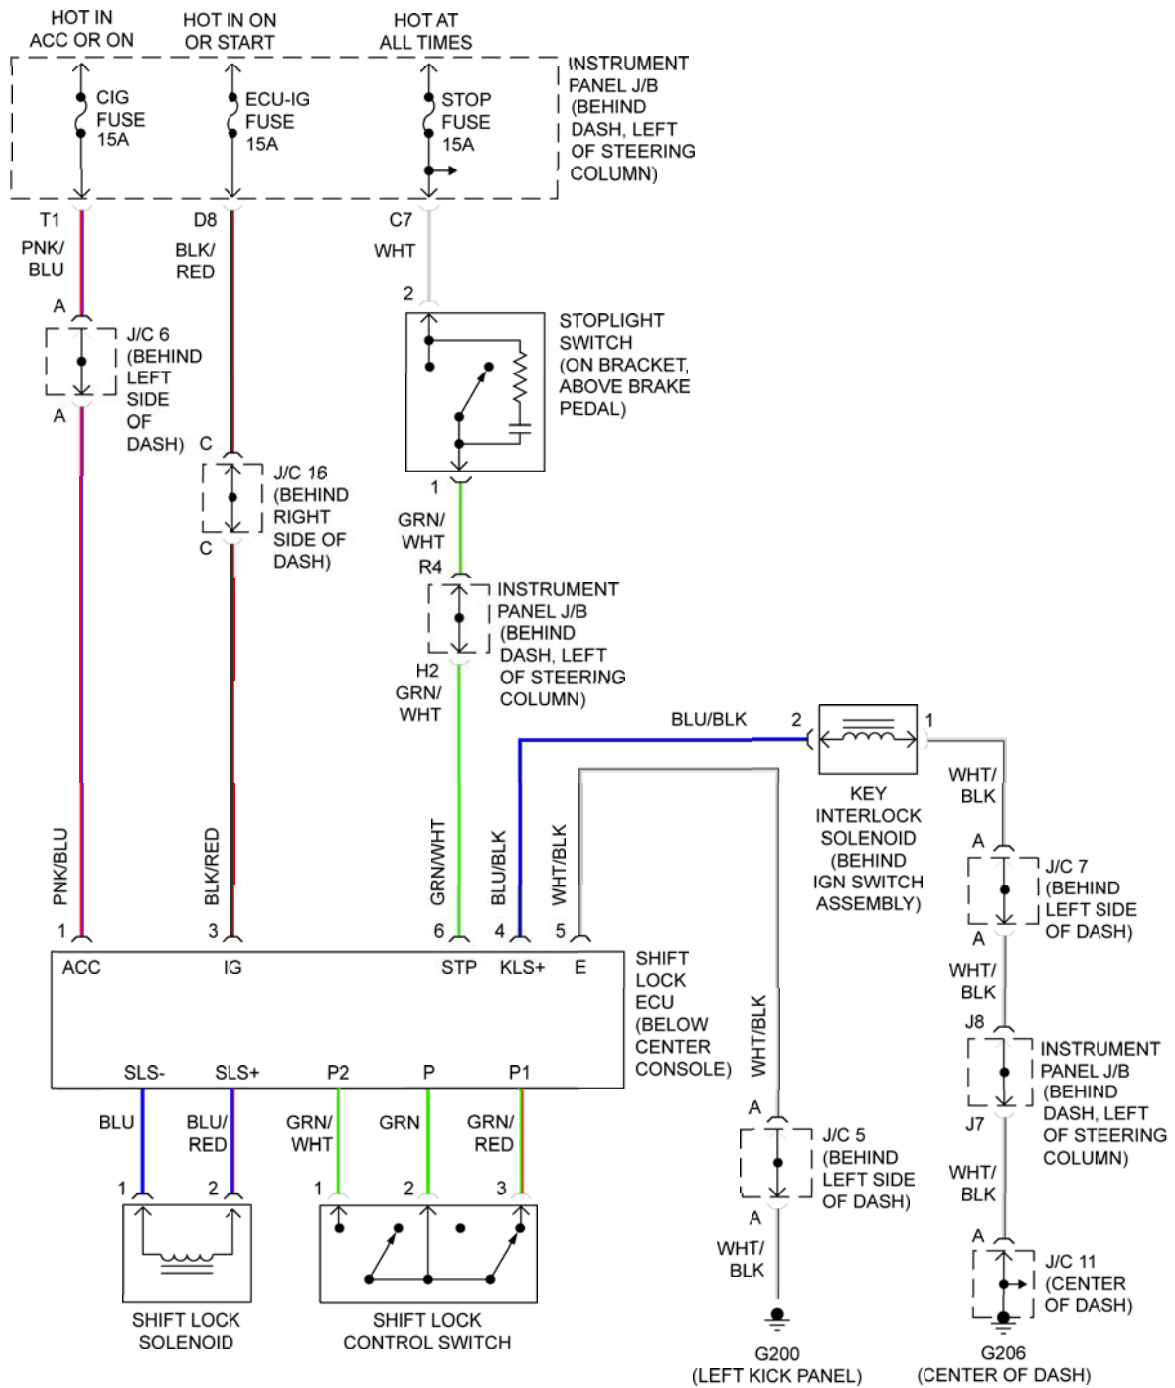 HOT IN
ACC OR ON
HOT IN ON
OR START
HOT AT
ALL TIMES
CIG
FUSE
15A
ECU-IG
FUSE
15A
STOP
FUSE
15A
INSTRUMENT
PANEL J/B
(BEHIND
DASH, LEFT
OF STEERING
COLUMN)
T1
D8
C7
PNK/
BLU
BLK/
RED
WHT
A
J/C 6
(BEHIND
LEFT
SIDE
OF
DASH)
A
2
STOPLIGHT
SWITCH
(ON BRACKET,
ABOVE BRAKE
PEDAL)
C
J/C 16
(BEHIND
RIGHT
SIDE OF
DASH)
C
1
GRN/
WHT
R4
INSTRUMENT
PANEL J/B
(BEHIND
DASH, LEFT
OF STEERING
COLUMN)
H2
GRN/
WHT
BLU/BLK
2
1
KEY
INTERLOCK
SOLENOID
(BEHIND
IGN SWITCH
ASSEMBLY)
WHT/
BLK
A
J/C 7
(BEHIND
LEFT SIDE
OF DASH)
A
WHT/
BLK
J8
INSTRUMENT
PANEL J/B
(BEHIND
DASH, LEFT
OF STEERING
COLUMN)
J7
WHT/
BLK
A
J/C 11
(CENTER
OF DASH)
G206
(CENTER OF DASH)
PNK/BLU
BLK/RED
GRN/WHT
BLU/BLK
WHT/BLK
1
3
6
4
5
ACC
IG
STP
KLS+
E
SHIFT
LOCK
ECU
(BELOW
CENTER
CONSOLE)
SLS-
SLS+
P2
P
P1
BLU
BLU/
RED
GRN/
WHT
GRN
GRN/
RED
1
2
1
2
3
SHIFT LOCK
SOLENOID
SHIFT LOCK
CONTROL SWITCH
WHT/BLK
A
J/C 5
(BEHIND
LEFT SIDE
OF DASH)
A
WHT/
BLK
G200
(LEFT KICK PANEL)